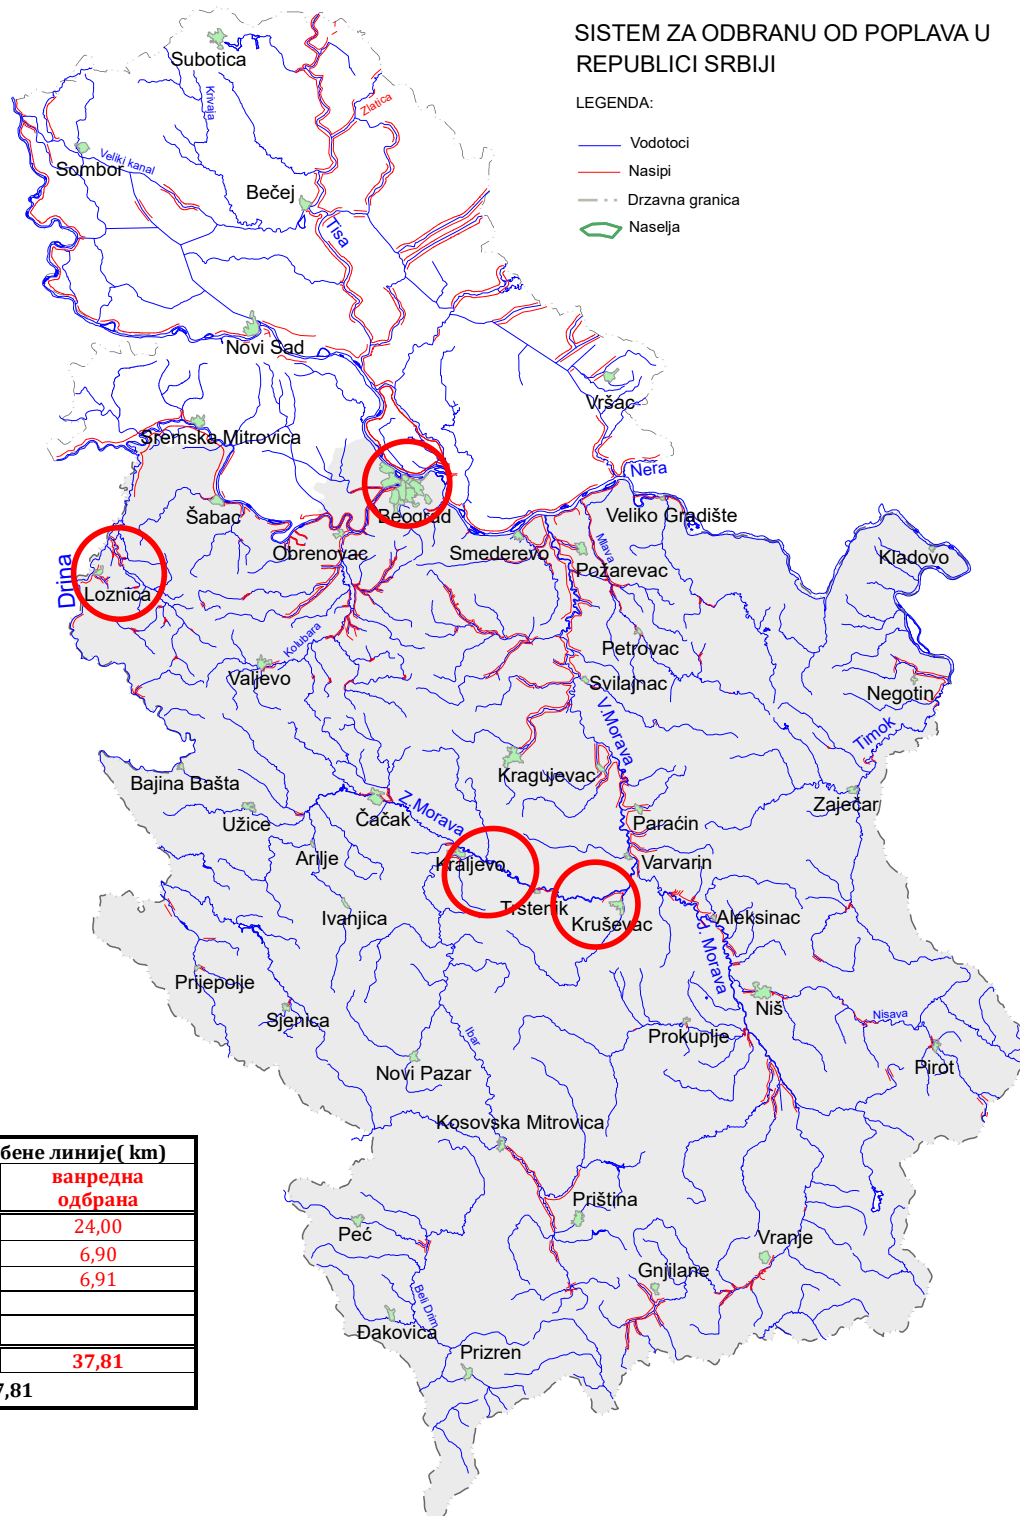 SISTEM ZA ODBRANU OD POPLAVA U
REPUBLICI SRBIJI
LEGENDA:
Vodotoci
Nasipi
Drzavna granica
Naselja
Subotica
Krivaja
Zlatica
Sombor
Veliki kanal
Bečej
Tisa
Novi Sad
Vršac
Sremska Mitrovica
Nera
Šabac
Beograd
Veliko Gradište
Obrenovac
Smederevo
Mlava
Požarevac
Kladovo
Drina
Loznica
Kolubara
Valjevo
Petrovac
Svilajnac
Negotin
V.Morava
Timok
Kragujevac
Bajina Bašta
Užice
Čačak
Z.Morava
Zaječar
Paraćin
Arilje
Kraljevo
Varvarin
Ivanjica
Trstenik
Kruševac
Aleksinac
J. Morava
Prijepolje
Sjenica
Niš
Nisava
Ibar
Prokuplje
Novi Pazar
Pirot
Kosovska Mitrovica
Priština
Peć
Vranje
Gnjilane
Beli Drim
Đakovica
Prizren
бене линије( km)
ванредна
одбрана
24,00
6,90
6,91
37,81
7,81